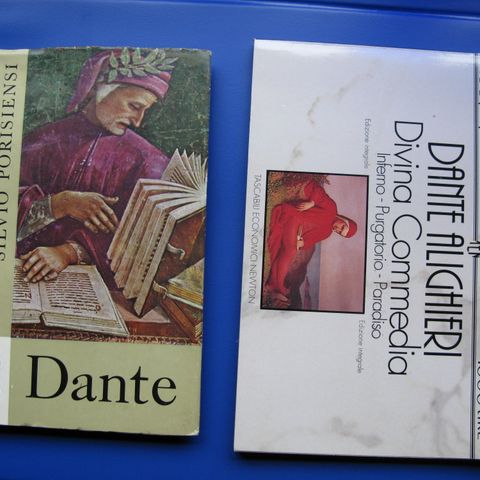 SILVIO PORISIENSI
Dante
DANTE ALIGHIERI
Divina Commedia
Inferno - Purgatorio - Paradiso
Edizione integrale
Edizione integrale
TASCABILI ECONOMICI NEWTON